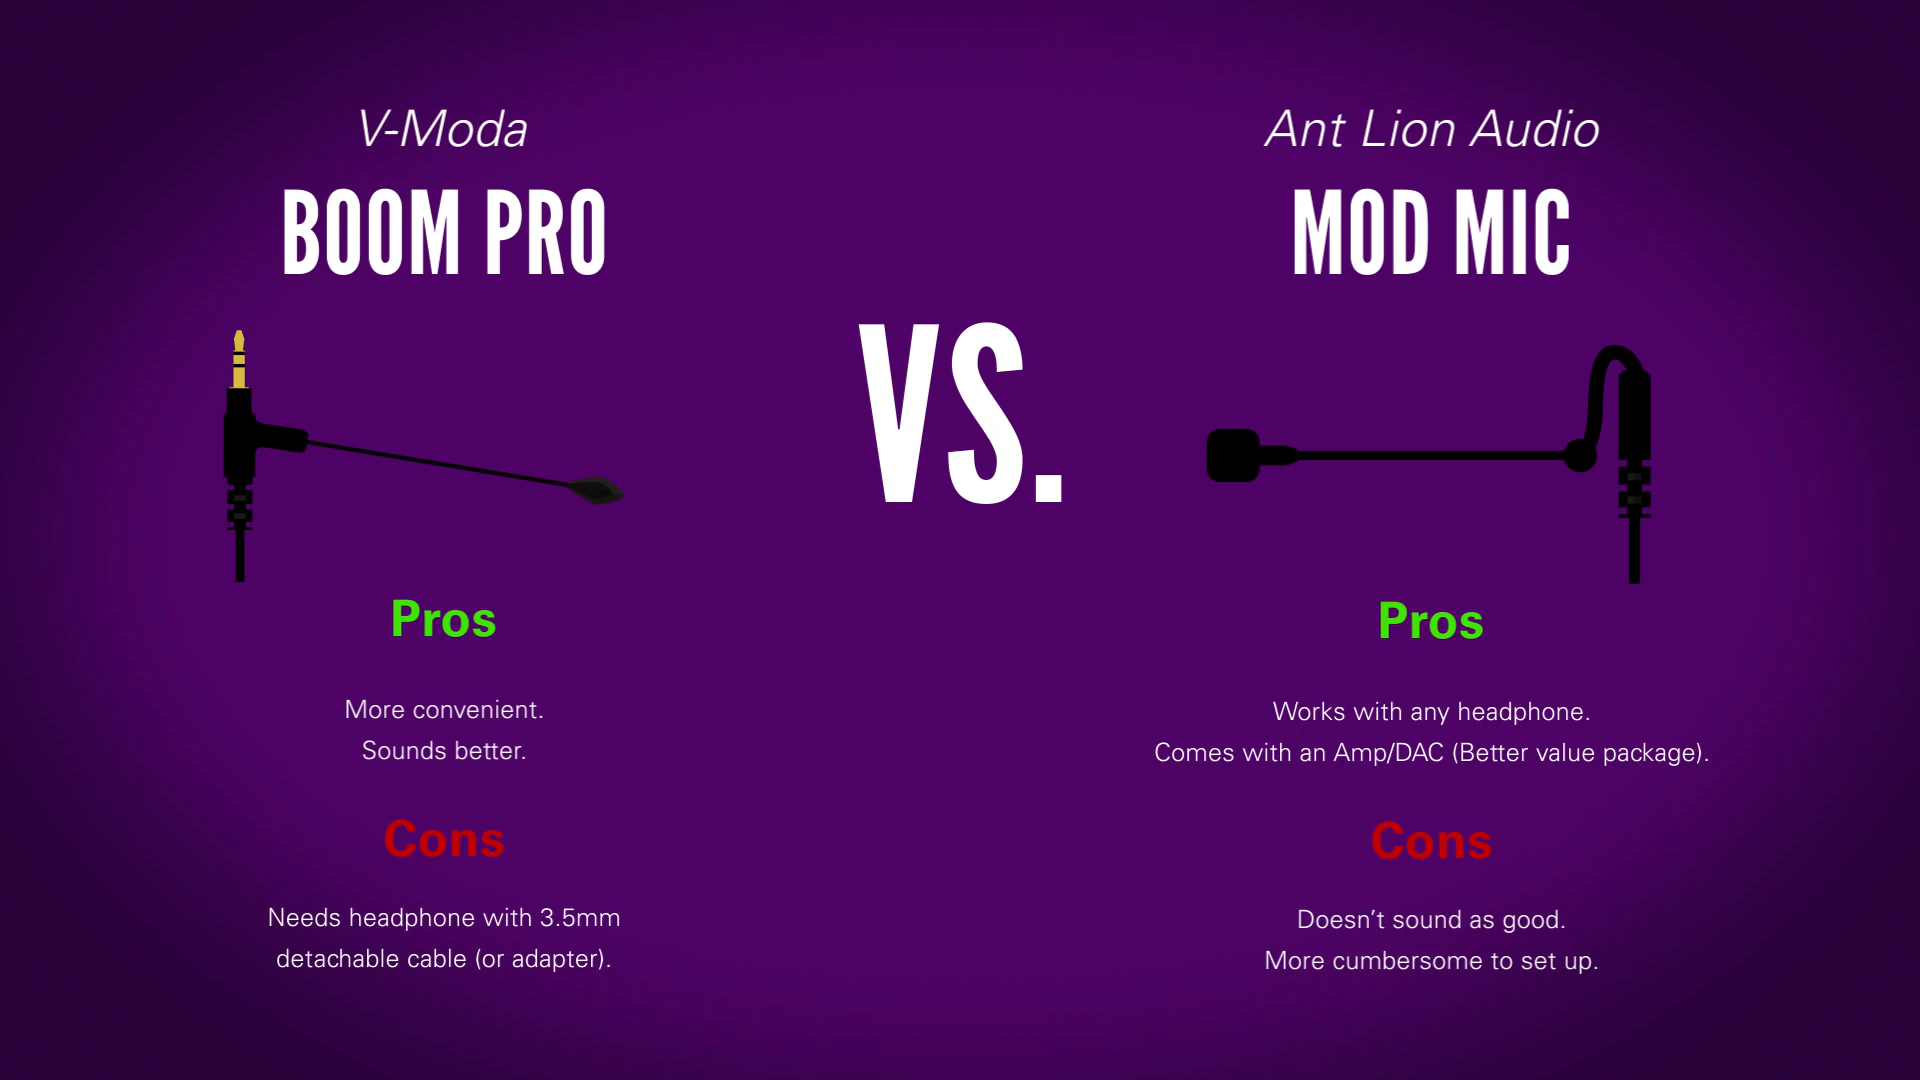 V-Moda
BOOM PRO
Pros
More convenient.
Sounds better.
Cons
Needs headphone with 3.5mm
detachable cable (or adapter).
VS.
Ant Lion Audio
MOD MIC
Pros
Works with any headphone.
Comes with an Amp/DAC (Better value package).
Cons
Doesn’t sound as good.
More cumbersome to set up.